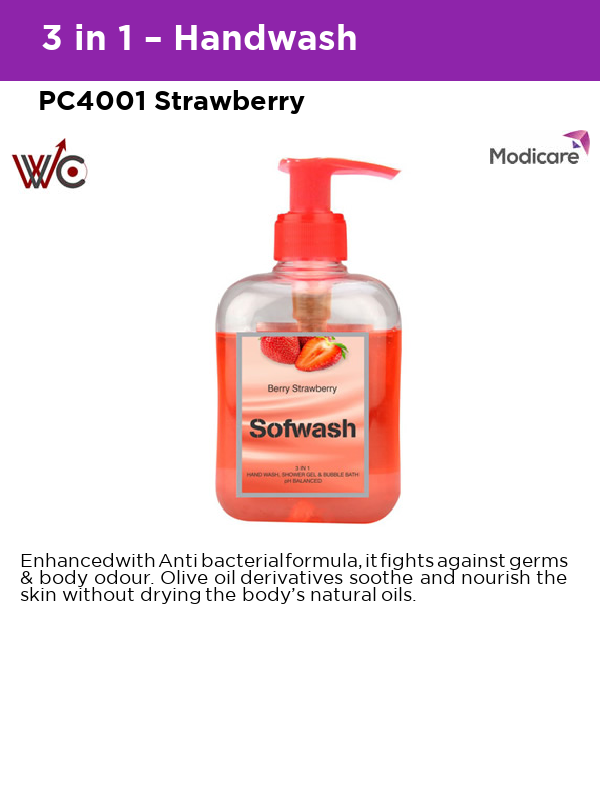 3 in 1 – Handwash
PC4001 Strawberry
WC
Modicare
Berry Strawberry
Sofwash
3 IN 1
HAND WASH, SHOWER GEL & BUBBLE BATH
pH BALANCED
Enhanced with Anti bacterial formula, it fights against germs
& body odour. Olive oil derivatives soothe and nourish the
skin without drying the body's natural oils.